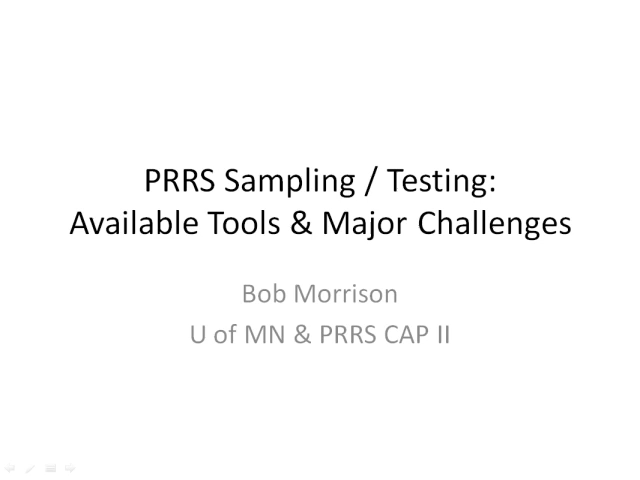 PRRS Sampling / Testing:
Available Tools & Major Challenges
Bob Morrison
U of MN & PRRS CAP II